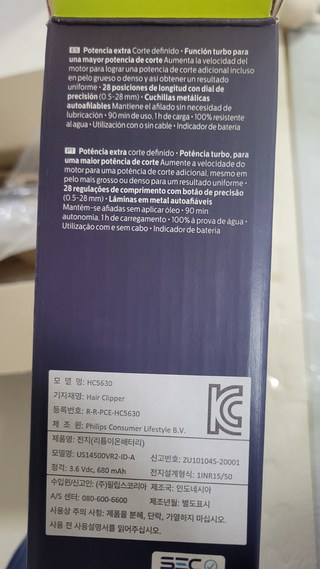 ES Potencia extra Corte definido • Función turbo para
una mayor potencia de corte Aumenta la velocidad del
motor para lograr una potencia de corte adicional incluso
en pelo grueso o denso y así obtener un resultado
uniforme • 28 posiciones de longitud con dial de
precisión (0.5-28 mm) • Cuchillas metálicas
autoafilables Mantiene el afilado sin necesidad de
lubricación • 90 min de uso, 1 h de carga • 100% resistente
al agua • Utilización con o sin cable • Indicador de batería
PT Potência extra corte definido • Potência turbo, para
uma maior potência de corte Aumente a velocidade do
motor para uma potência de corte adicional, mesmo em
pelo mais grosso ou denso para um resultado uniforme •
28 regulações de comprimento com botão de precisão
(0.5-28 mm) • Lâminas em metal autoafiáveis
Mantém-se afiadas sem aplicar óleo • 90 min
autonomia, 1 h de carregamento • 100% à prova de água •
Utilização com e sem cabo • Indicador de bateria
모 델 명: HC5630
기자재명: Hair Clipper
등록번호: R-R-PCE-HC5630
제 조 원: Philips Consumer Lifestyle B.V.
제품명: 전지(리튬이온배터리)
모델명: US14500VR2-ID-A 신고번호: ZU101045-20001
정격: 3.6 Vdc, 680 mAh 전지설계형식: 1INR15/50
수입원/신고인: (주)필립스코리아 제조국: 인도네시아
A/S 센터: 080-600-6600 제조년월: 별도표시
사용상 주의 사항: 제품을 분해, 단락, 가열하지 마십시오.
사용 전 사용설명서를 읽어주십시오.
SEC